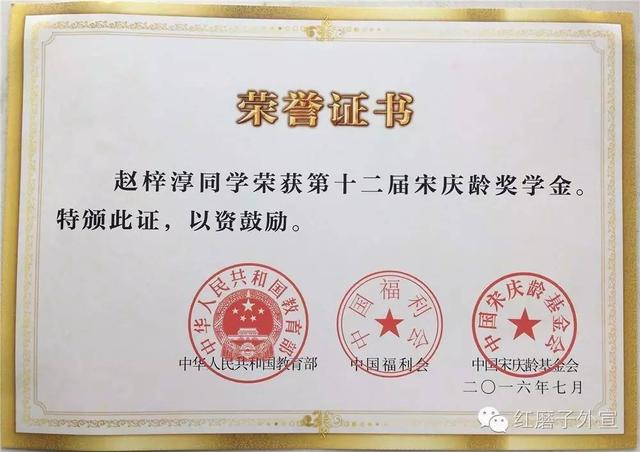 荣誉证书
赵梓淳同学荣获第十二届宋庆龄奖学金。
特颁此证，以资鼓励。
中华人民共和国教育部
中国福利会
中国宋庆龄基金会
中华人民共和国教育部 中国福利会 中国宋庆龄基金会
二〇一六年七月
红磨子外宣